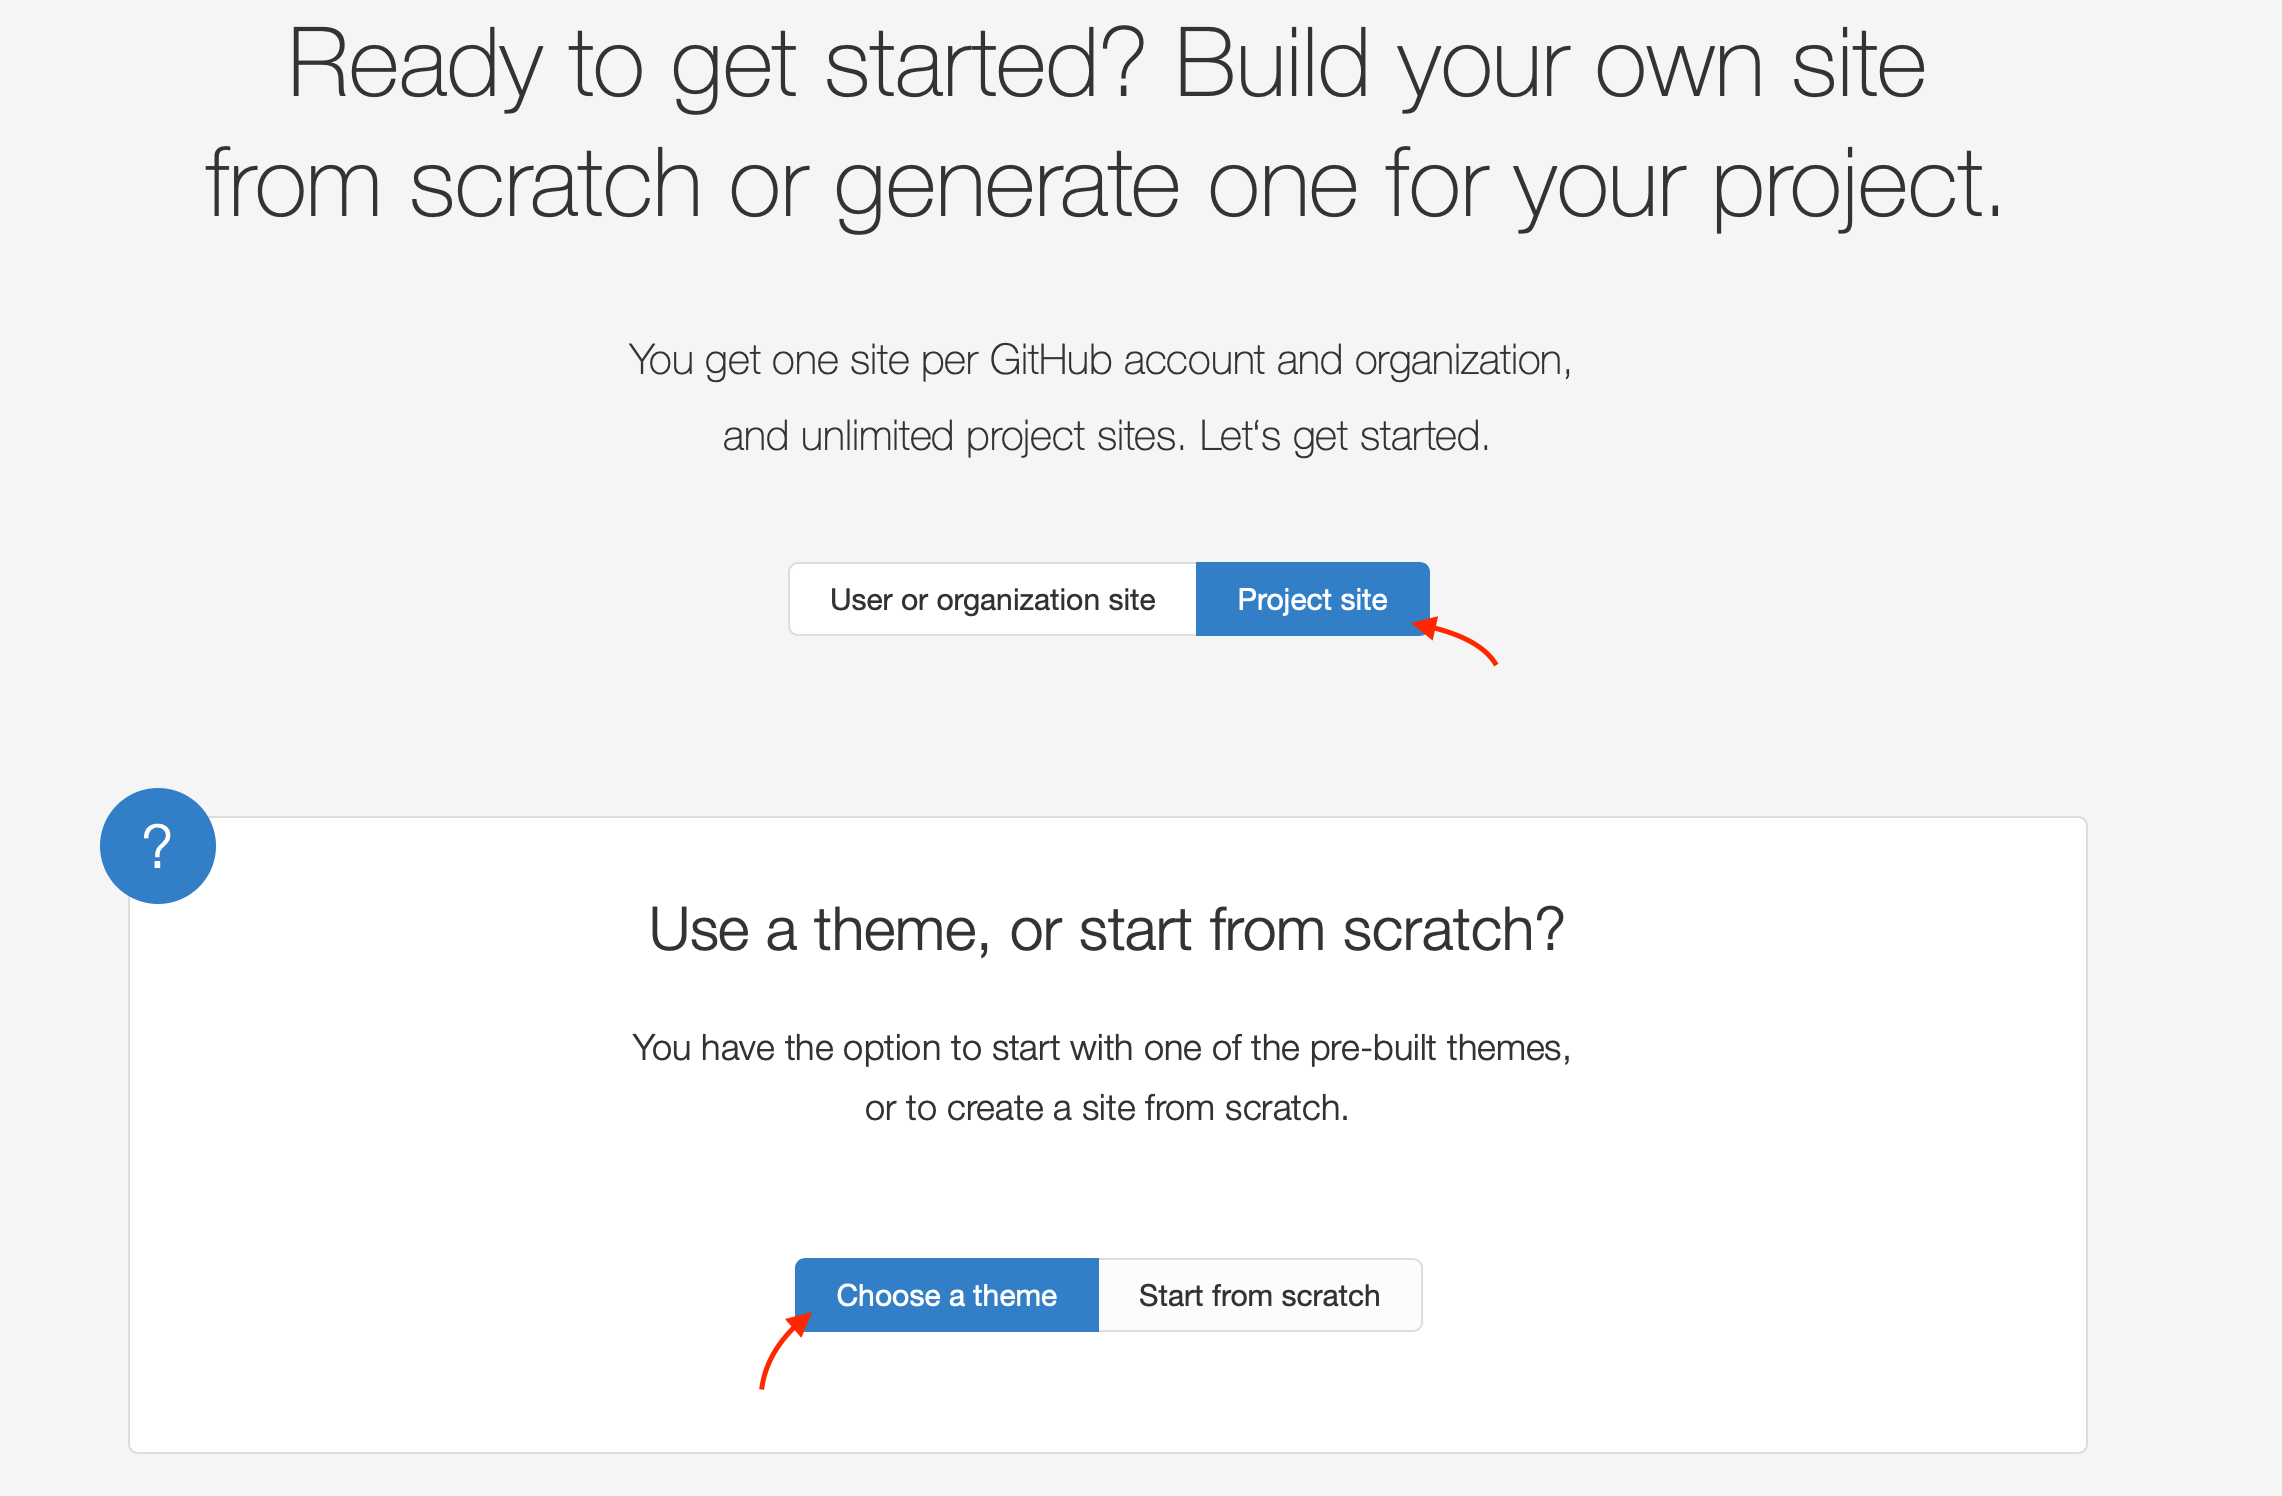 Ready to get started? Build your own site
from scratch or generate one for your project.
You get one site per GitHub account and organization,
and unlimited project sites. Let‘s get started.
User or organization site
Project site
?
Use a theme, or start from scratch?
You have the option to start with one of the pre-built themes,
or to create a site from scratch.
Choose a theme
Start from scratch